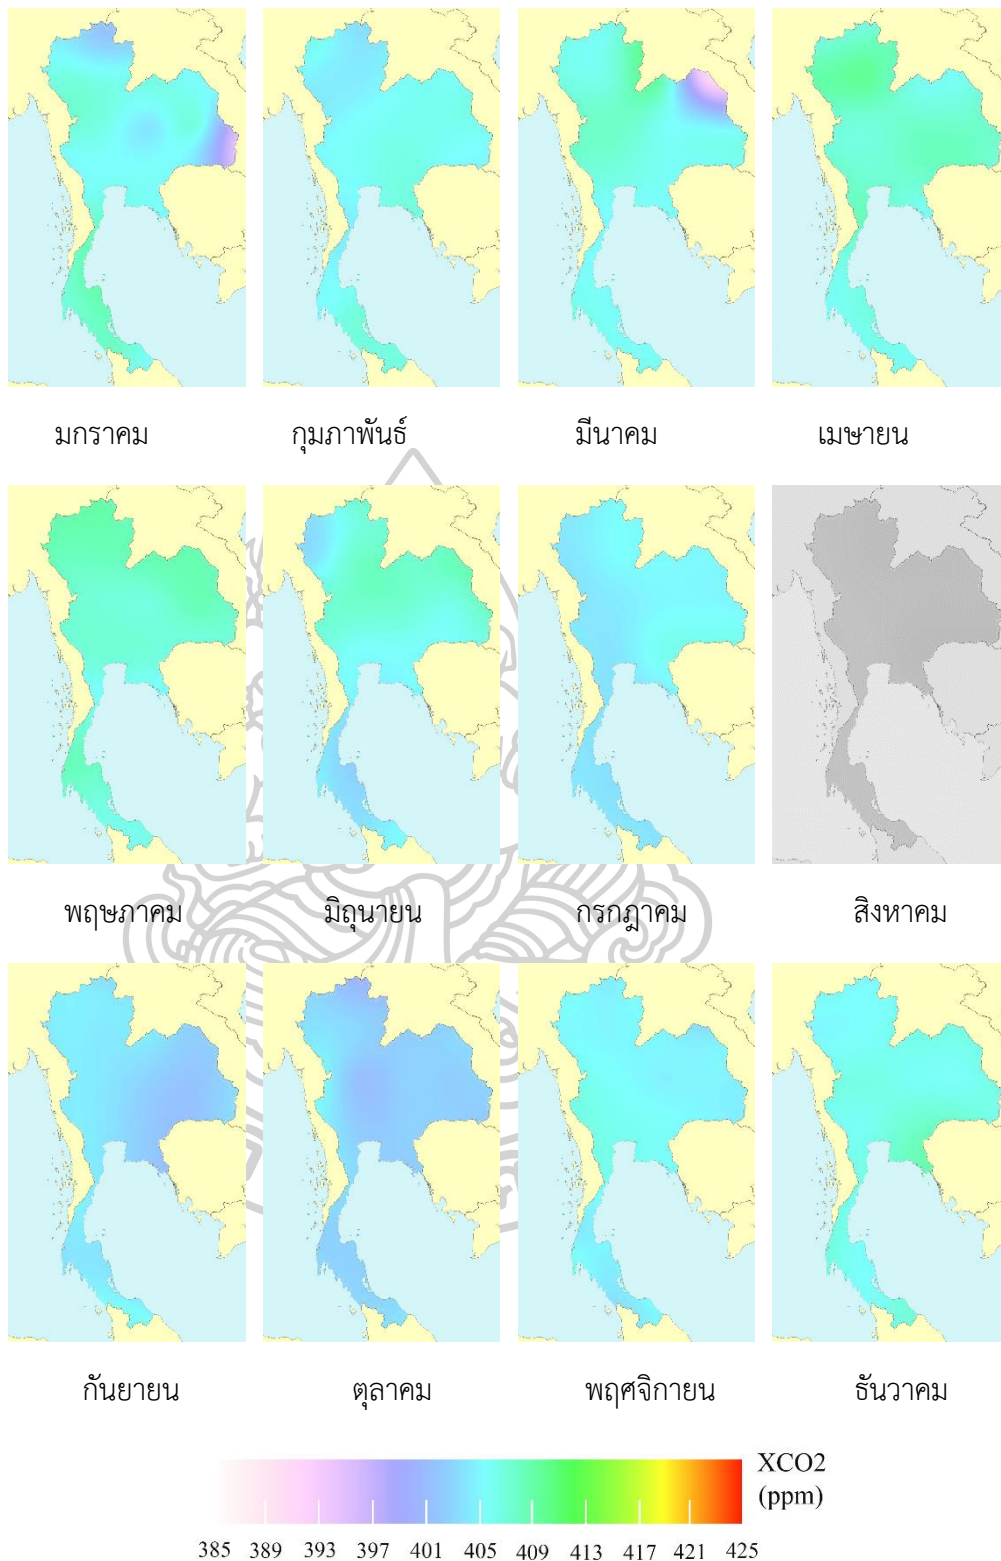 มกราคม กุมภาพันธ์ มีนาคม เมษายน
พฤษภาคม มิถุนายน กรกฎาคม สิงหาคม
กันยายน ตุลาคม พฤศจิกายน ธันวาคม
XCO2
(ppm)
385 389 393 397 401 405 409 413 417 421 425